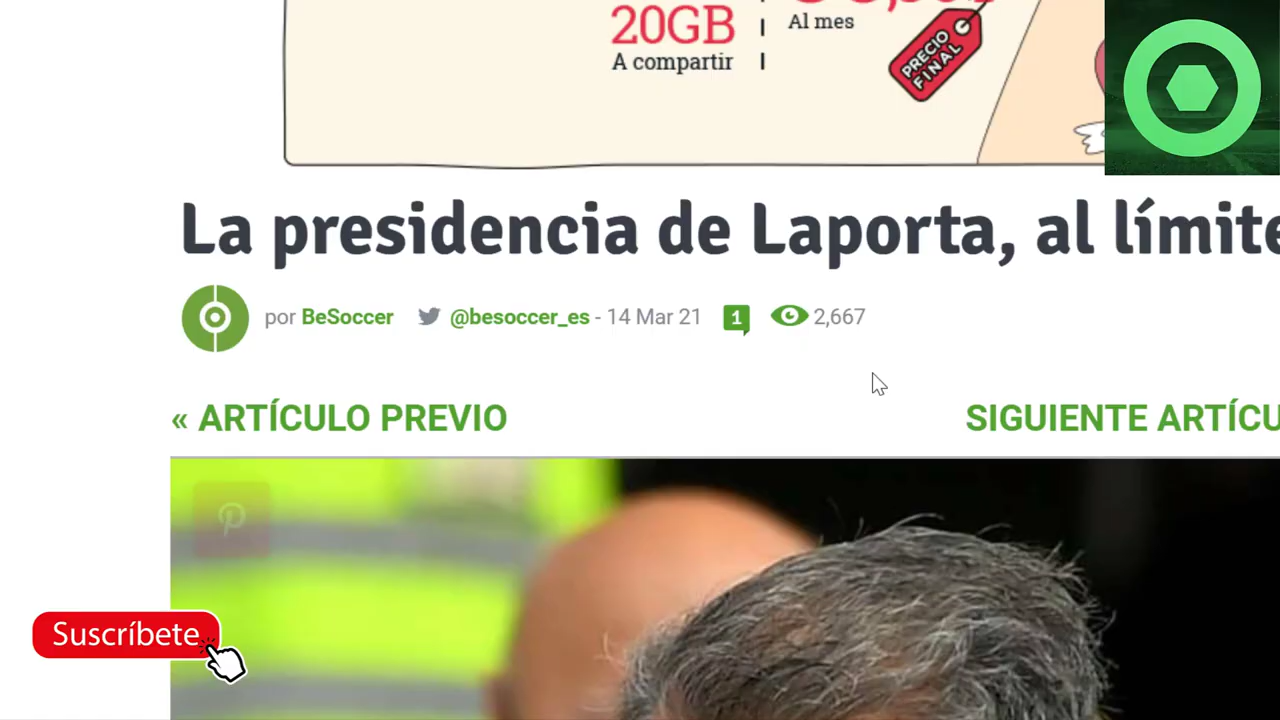 20GB
Al mes
A compartir
PRECIO
FINAL
La presidencia de Laporta, al límite
por BeSoccer @besoccer_es - 14 Mar 21 1 2,667
« ARTÍCULO PREVIO
SIGUIENTE ARTÍCU
Suscríbete